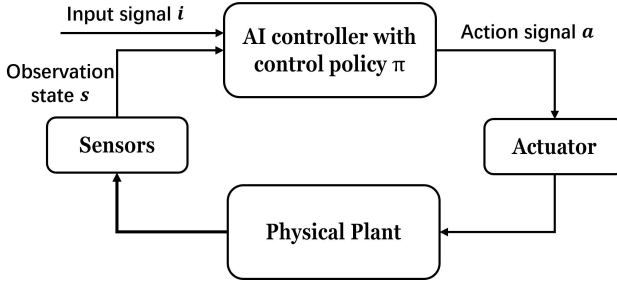 Input signal i
AI controller with
control policy π
Action signal a
Observation
state s
Sensors
Actuator
Physical Plant